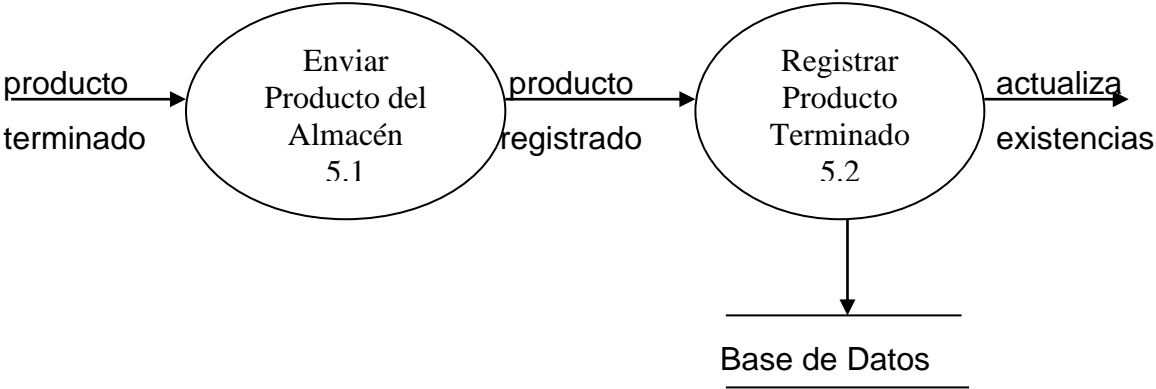 producto
terminado
Enviar
Producto del
Almacén
5.1
producto
registrado
Registrar
Producto
Terminado
5.2
actualiza
existencias
Base de Datos